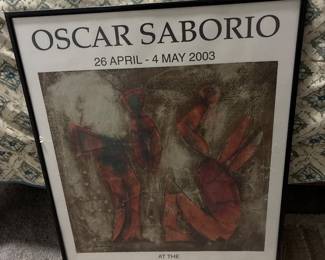 OSCAR SABORIO
26 APRIL - 4 MAY 2003
AT THE